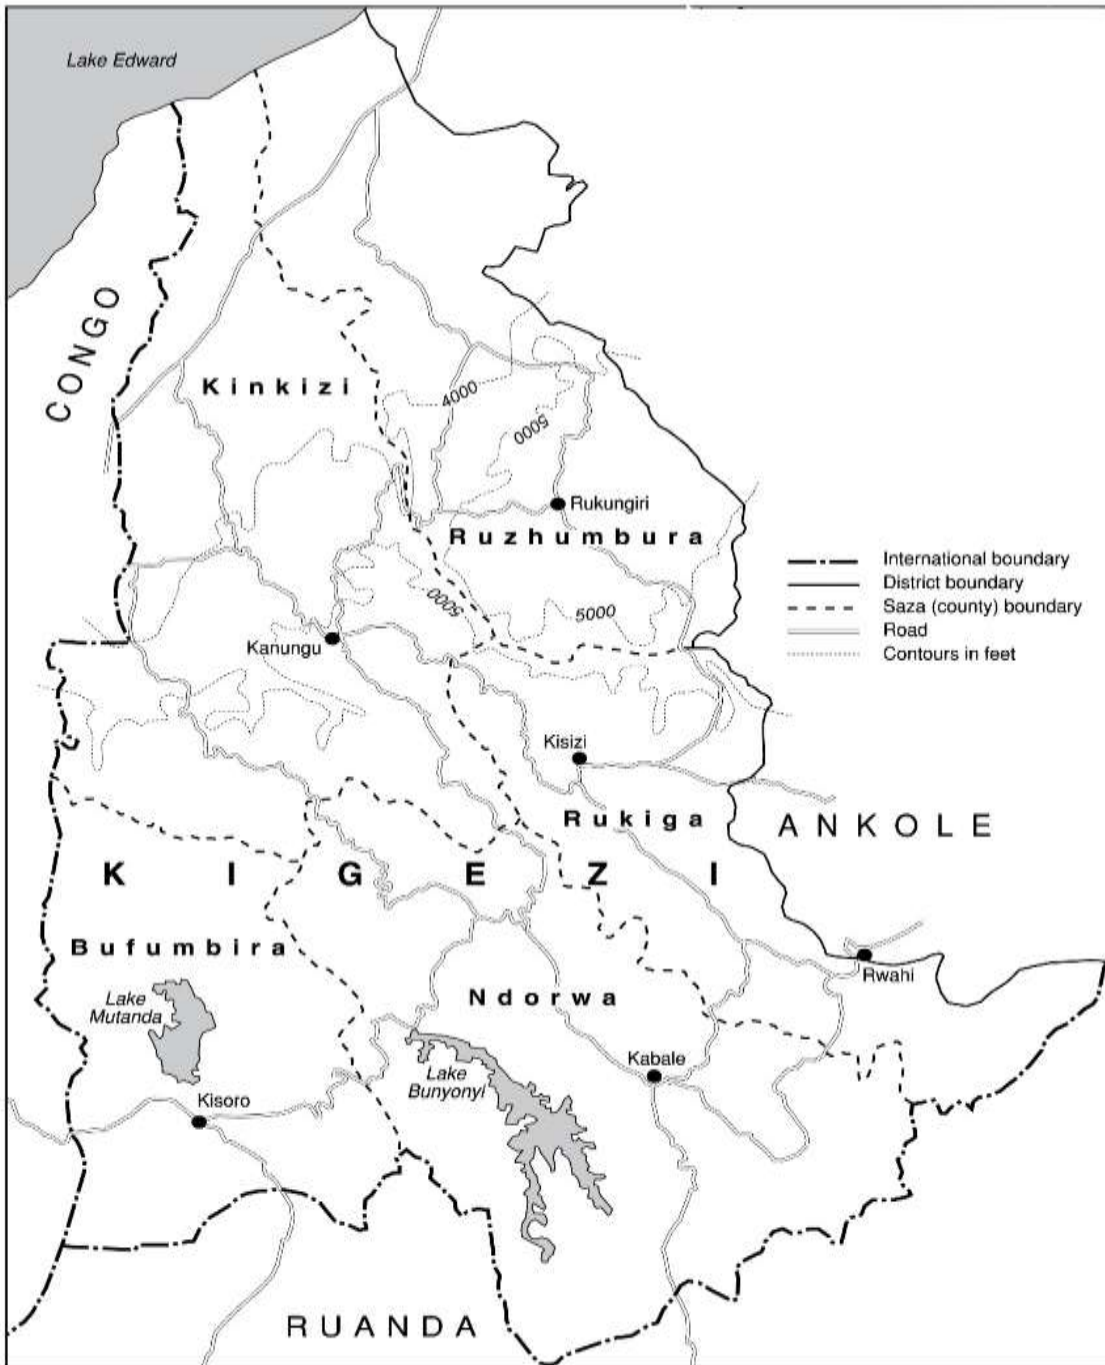 Lake Edward
CONGO
Kinkizi
4000
5000
Rukungiri
Ruzhumbura
International boundary
District boundary
Saza (county) boundary
Road
Contours in feet
5000
5000
Kanungu
Kisizi
Rukiga
ANKOLE
KIGEZI
Bufumbira
Rwahi
Ndorwa
Lake
Mutanda
Kabale
Lake
Bunyonyi
Kisoro
RUANDA